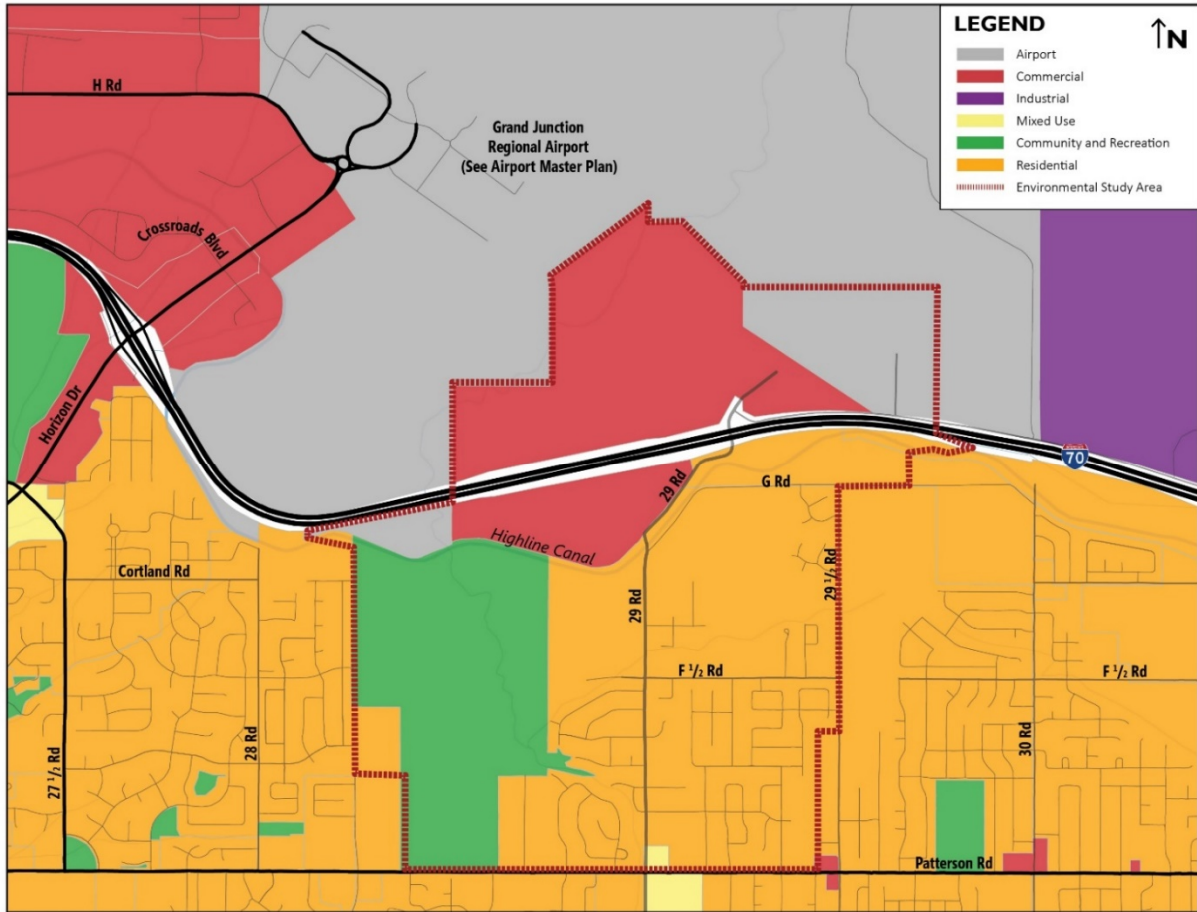 LEGEND
N
Airport
Commercial
Industrial
Mixed Use
Community and Recreation
Residential
Environmental Study Area
H Rd
Grand Junction
Regional Airport
(See Airport Master Plan)
Crossroads Blvd
Horizon Dr
70
29 Rd
G Rd
Highline Canal
Cortland Rd
29 1/2 Rd
29 Rd
F 1/2 Rd
F 1/2 Rd
28 Rd
30 Rd
27 1/2 Rd
Patterson Rd